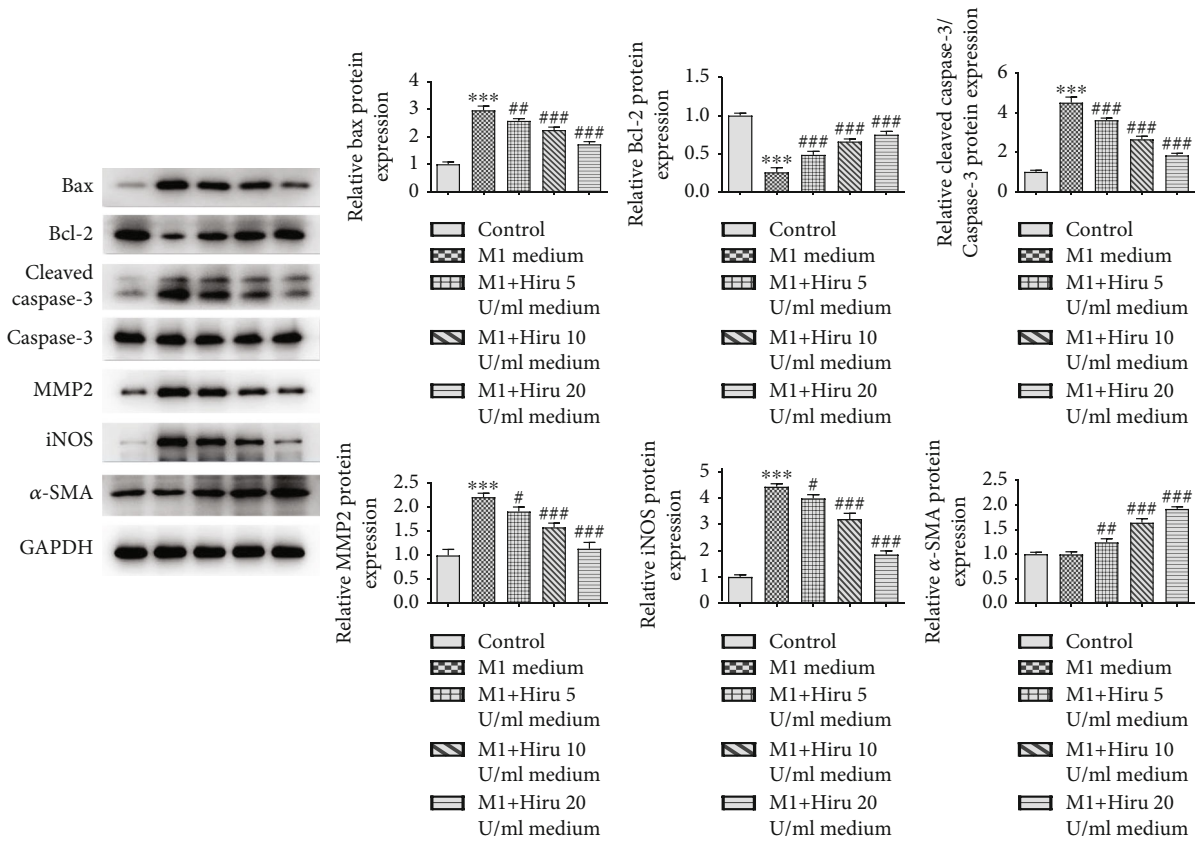 Bax
Bcl-2
Cleaved
caspase-3
Caspase-3
MMP2
iNOS
α-SMA
GAPDH
Relative bax protein
expression
4
3
2
1
0
***
##
###
###
Control
M1 medium
M1+Hiru 5
U/ml medium
M1+Hiru 10
U/ml medium
M1+Hiru 20
U/ml medium
Relative Bcl-2 protein
expression
1.5
1.0
0.5
0.0
***
###
###
###
Control
M1 medium
M1+Hiru 5
U/ml medium
M1+Hiru 10
U/ml medium
M1+Hiru 20
U/ml medium
Relative cleaved caspase-3/
Caspase-3 protein expression
6
4
2
0
***
###
###
###
Control
M1 medium
M1+Hiru 5
U/ml medium
M1+Hiru 10
U/ml medium
M1+Hiru 20
U/ml medium
Relative MMP2 protein
expression
2.5
2.0
1.5
1.0
0.5
0.0
***
#
###
###
Control
M1 medium
M1+Hiru 5
U/ml medium
M1+Hiru 10
U/ml medium
M1+Hiru 20
U/ml medium
Relative iNOS protein
expression
5
4
3
2
1
0
***
#
###
###
Control
M1 medium
M1+Hiru 5
U/ml medium
M1+Hiru 10
U/ml medium
M1+Hiru 20
U/ml medium
Relative α-SMA protein
expression
2.5
2.0
1.5
1.0
0.5
0.0
##
###
###
Control
M1 medium
M1+Hiru 5
U/ml medium
M1+Hiru 10
U/ml medium
M1+Hiru 20
U/ml medium